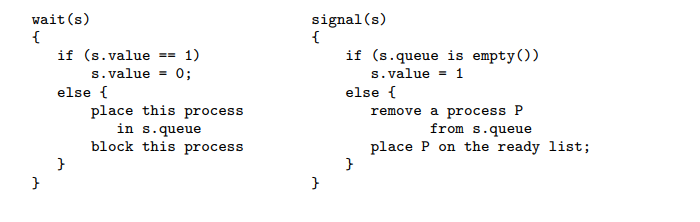 wait(s)
{
    if (s.value == 1)
        s.value = 0;
    else {
        place this process
            in s.queue
        block this process
    }
}
signal(s)
{
    if (s.queue is empty())
        s.value = 1
    else {
        remove a process P
                from s.queue
        place P on the ready list;
    }
}